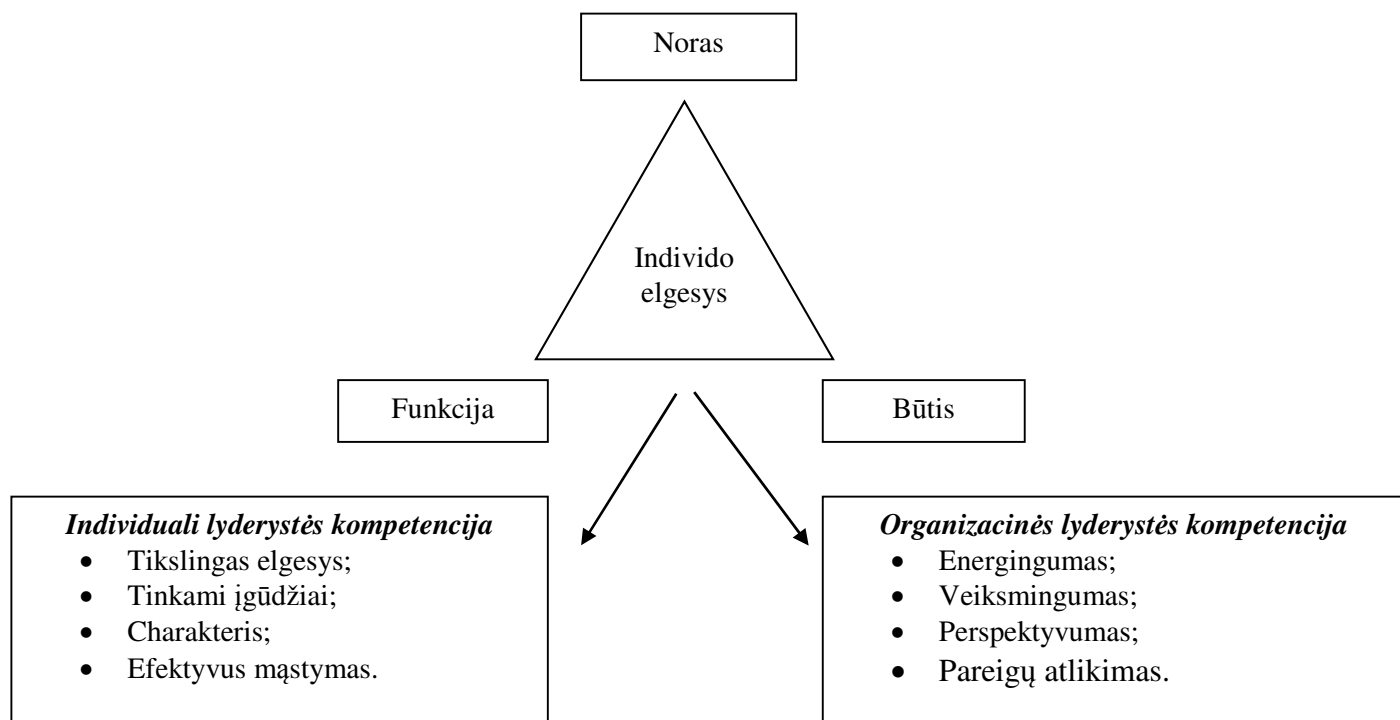 Noras
Individo
elgesys
Funkcija
Būtis
Individuali lyderystės kompetencija
• Tikslingas elgesys;
• Tinkami įgūdžiai;
• Charakteris;
• Efektyvus mąstymas.
Organizacinės lyderystės kompetencija
• Energingumas;
• Veiksmingumas;
• Perspektyvumas;
• Pareigų atlikimas.